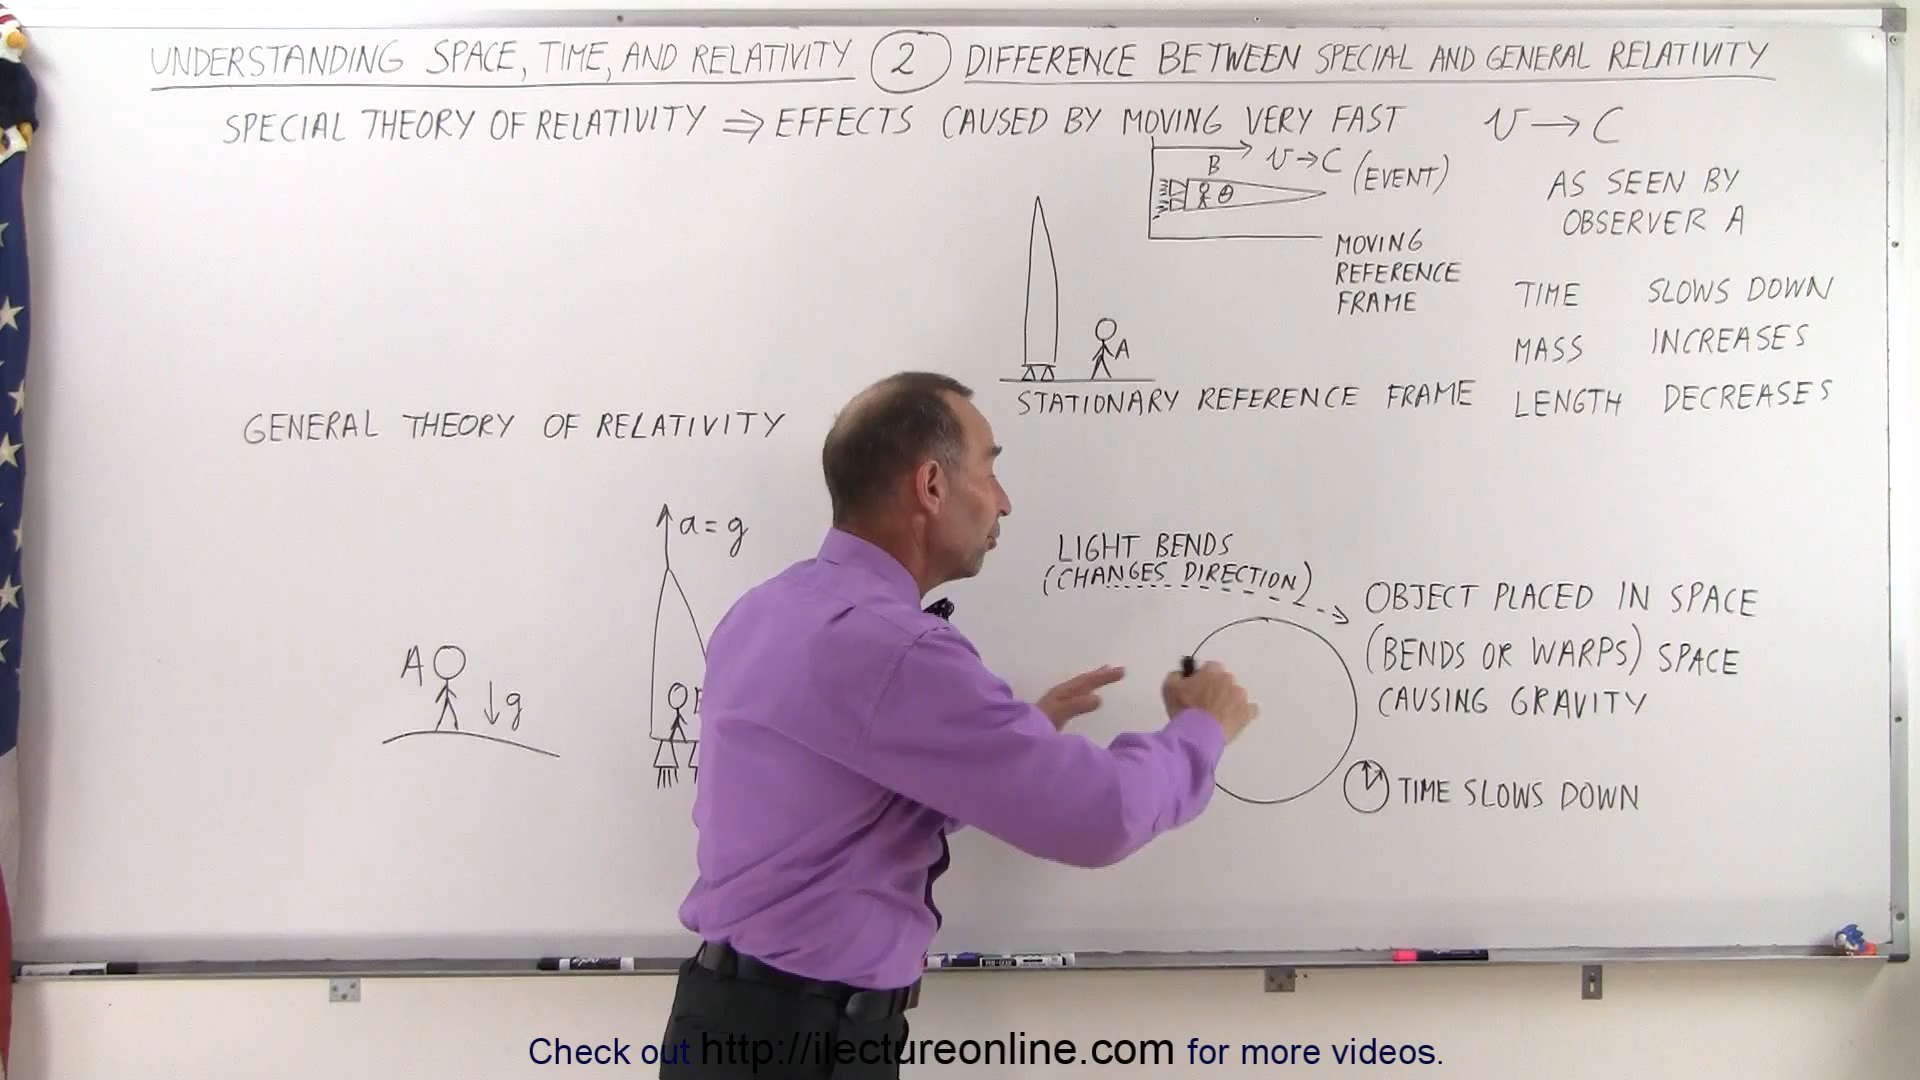 UNDERSTANDING SPACE, TIME, AND RELATIVITY 2 DIFFERENCE BETWEEN SPECIAL AND GENERAL RELATIVITY
SPECIAL THEORY OF RELATIVITY ⇒ EFFECTS CAUSED BY MOVING VERY FAST v → C
B v → C (EVENT)
MOVING
REFERENCE
FRAME
A
STATIONARY REFERENCE FRAME
AS SEEN BY
OBSERVER A
TIME SLOWS DOWN
MASS INCREASES
LENGTH DECREASES
GENERAL THEORY OF RELATIVITY
A ↓g
a = g
LIGHT BENDS
(CHANGES DIRECTION)
OBJECT PLACED IN SPACE
(BENDS OR WARPS) SPACE
CAUSING GRAVITY
TIME SLOWS DOWN
Check out http://ilectureonline.com for more videos.